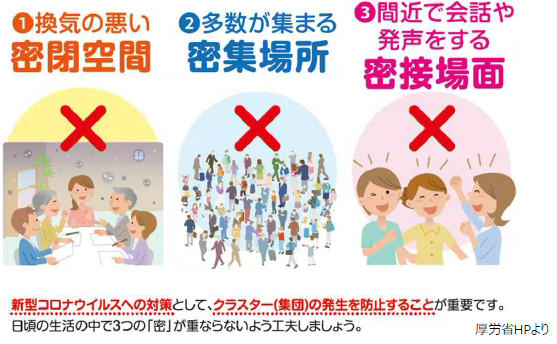 ❶換気の悪い
密閉空間
❷多数が集まる
密集場所
❸間近で会話や
発声をする
密接場面
新型コロナウイルスへの対策として、クラスター(集団)の発生を防止することが重要です。
日頃の生活の中で3つの「密」が重ならないよう工夫しましょう。
厚労省HPより